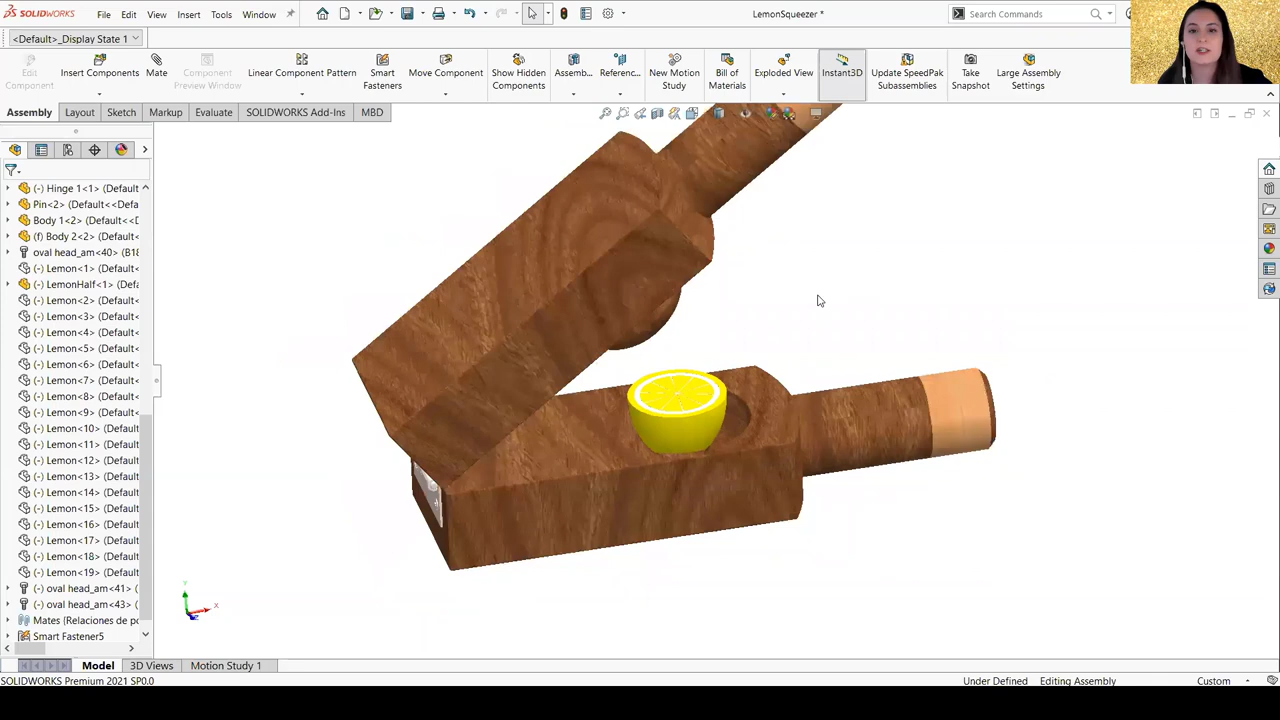 SOLIDWORKS File Edit View Insert Tools Window LemonSqueezer * Search Commands
<Default>_Display State 1
Edit Component
Insert Components
Mate
Component Preview Window
Linear Component Pattern
Smart Fasteners
Move Component
Show Hidden Components
Assemb...
Referenc...
New Motion Study
Bill of Materials
Exploded View
Instant3D
Update SpeedPak Subassemblies
Take Snapshot
Large Assembly Settings
Assembly Layout Sketch Markup Evaluate SOLIDWORKS Add-Ins MBD
(-) Hinge 1<1> (Default
Pin<2> (Default<<Defa
Body 1<2> (Default<<D
(f) Body 2<2> (Default<
oval head_am<40> (B18
(-) Lemon<1> (Default<
(-) LemonHalf<1> (Defa
(-) Lemon<2> (Default<
(-) Lemon<3> (Default<
(-) Lemon<4> (Default<
(-) Lemon<5> (Default<
(-) Lemon<6> (Default<
(-) Lemon<7> (Default<
(-) Lemon<8> (Default<
(-) Lemon<9> (Default<
(-) Lemon<10> (Default
(-) Lemon<11> (Default
(-) Lemon<12> (Default
(-) Lemon<13> (Default
(-) Lemon<14> (Default
(-) Lemon<15> (Default
(-) Lemon<16> (Default
(-) Lemon<17> (Default
(-) Lemon<18> (Default
(-) Lemon<19> (Default
(-) oval head_am<41> (
(-) oval head_am<43> (
Mates (Relaciones de po
Smart Fastener5
Y
X
Z
Model 3D Views Motion Study 1
SOLIDWORKS Premium 2021 SP0.0 Under Defined Editing Assembly Custom